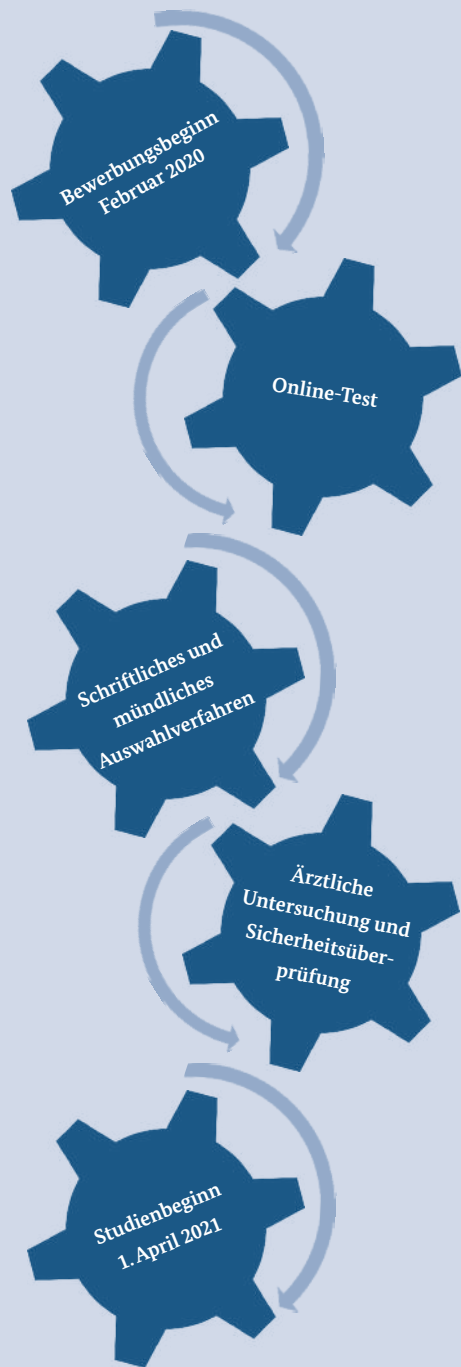 Bewerbungsbeginn
Februar 2020
Online-Test
Schriftliches und
mündliches
Auswahlverfahren
Ärztliche
Untersuchung und
Sicherheitsüber-
prüfung
Studienbeginn
1. April 2021